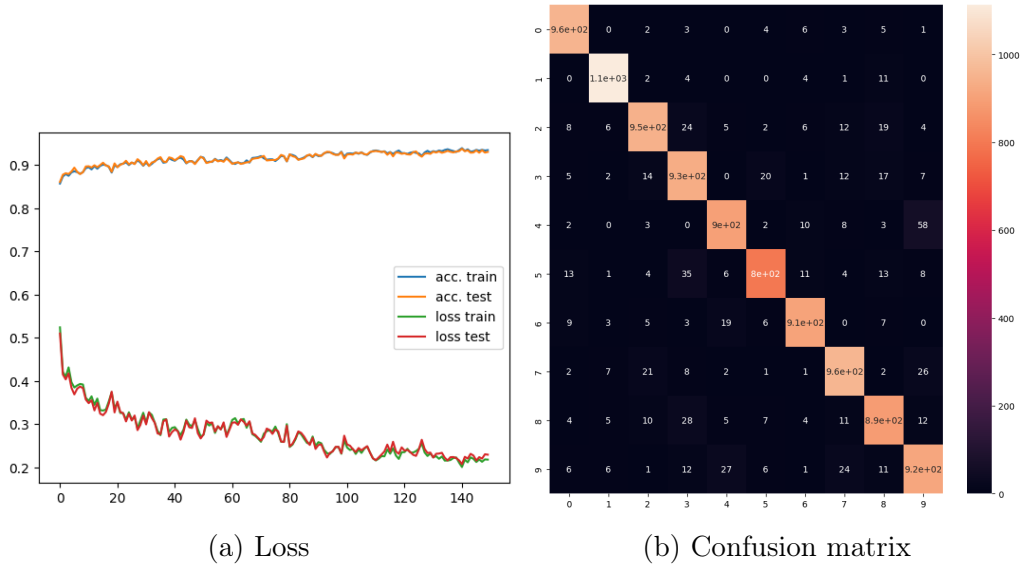 0.9
0.8
0.7
0.6
0.5
0.4
0.3
0.2
0 20 40 60 80 100 120 140
acc. train
acc. test
loss train
loss test
(a) Loss
0 9.6e+02 0 2 3 0 4 6 3 5 1
1 0 1.1e+03 2 4 0 0 4 1 11 0
2 8 6 9.5e+02 24 5 2 6 12 19 4
3 5 2 14 9.3e+02 0 20 1 12 17 7
4 2 0 3 0 9e+02 2 10 8 3 58
5 13 1 4 35 6 8e+02 11 4 13 8
6 9 3 5 3 19 6 9.1e+02 0 7 0
7 2 7 21 8 2 1 1 9.6e+02 2 26
8 4 5 10 28 5 7 4 11 8.9e+02 12
9 6 6 1 12 27 6 1 24 11 9.2e+02
0 1 2 3 4 5 6 7 8 9
1000
800
600
400
200
0
(b) Confusion matrix